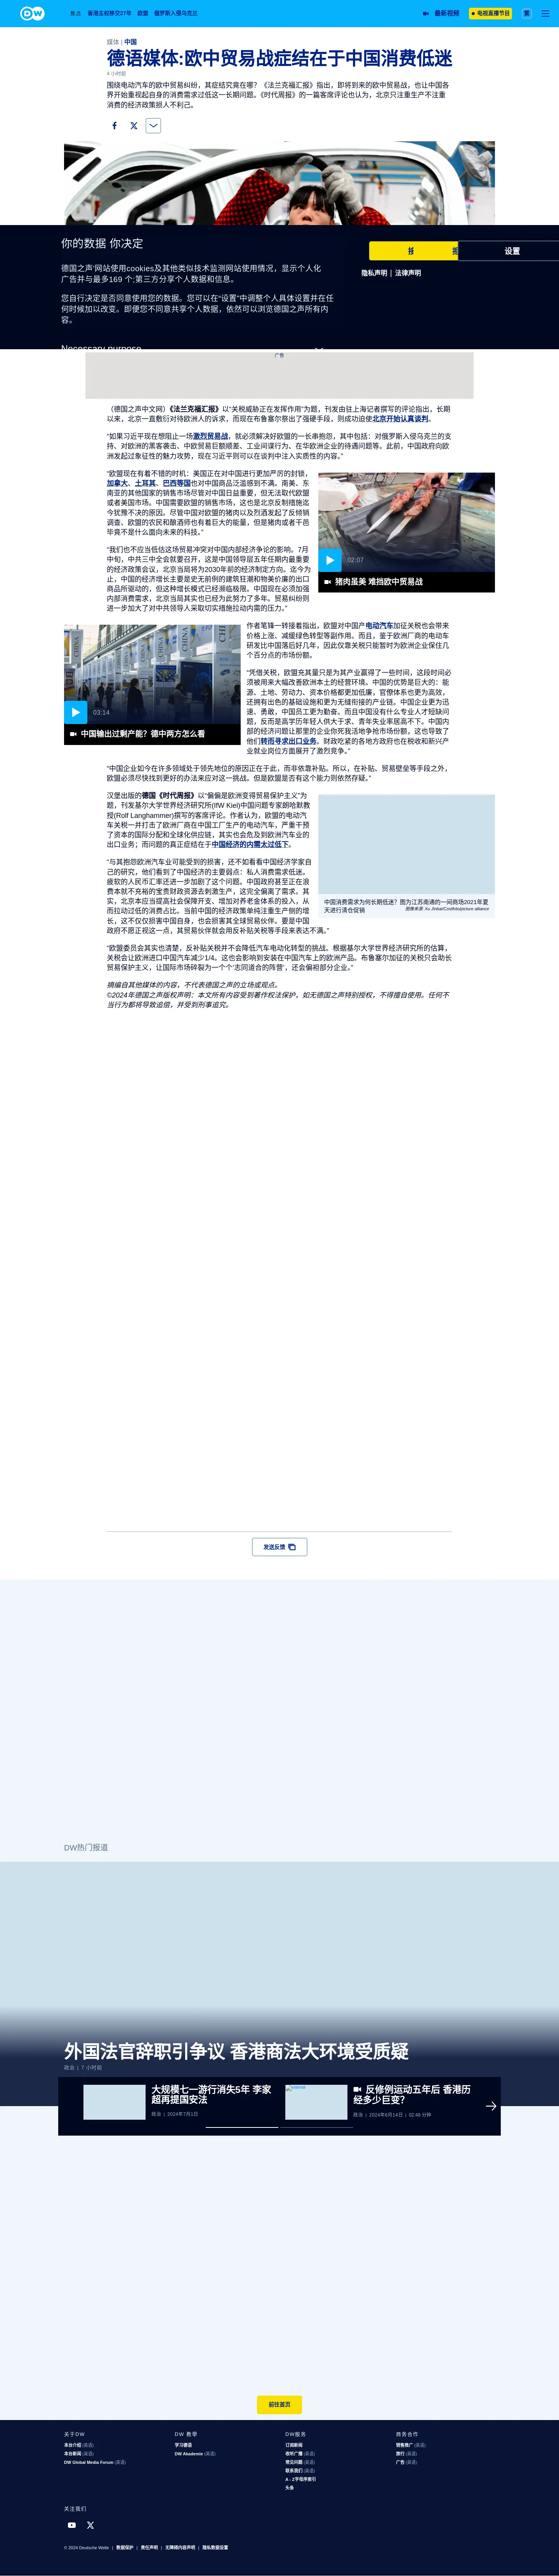 DW
焦点
香港主权移交27年
欧盟
俄罗斯入侵乌克兰
最新视频
电视直播节目
繁
媒体 | 中国
德语媒体:欧中贸易战症结在于中国消费低迷
4 小时前
围绕电动汽车的欧中贸易纠纷，其症结究竟在哪？《法兰克福汇报》指出，即将到来的欧中贸易战，也让中国各
界开始重视起自身的消费需求过低这一长期问题。《时代周报》的一篇客席评论也认为，北京只注重生产不注重
消费的经济政策损人不利己。
你的数据 你决定
德国之声'网站使用cookies及其他类似技术监测网站使用情况，显示个人化
广告并与最多169 个;第三方分享个人数据和信息。
您自行决定是否同意使用您的数据。您可以在“设置”中调整个人具体设置并在任
何时候加以改变。即便您不同意共享个人数据，依然可以浏览德国之声所有内
容。
Necessary purpose
设置
隐私声明 | 法律声明
广告
（德国之声中文网）《法兰克福汇报》以“关税威胁正在发挥作用”为题，刊发自驻上海记者撰写的评论指出，长期
以来，北京一直敷衍对待欧洲人的诉求，而现在布鲁塞尔祭出了强硬手段，则成功迫使北京开始认真谈判。
“如果习近平现在想阻止一场激烈贸易战，就必须解决好欧盟的一长串抱怨，其中包括：对俄罗斯入侵乌克兰的支
持、对欧洲的黑客袭击、中欧贸易巨额顺差、工业间谍行为、在华欧洲企业的待遇问题等。此前，中国政府向欧
洲发起过象征性的魅力攻势，现在习近平则可以在谈判中注入实质性的内容。”
“欧盟现在有着不错的时机：美国正在对中国进行更加严厉的封锁，
加拿大、土耳其、巴西等国也对中国商品泛滥感到不满。南美、东
南亚的其他国家的销售市场尽管对中国日益重要，但无法取代欧盟
或者美国市场。中国需要欧盟的销售市场，这也是北京反制措施迄
今犹豫不决的原因。尽管中国对欧盟的猪肉以及烈酒发起了反倾销
调查、欧盟的农民和酿酒师也有着巨大的能量，但是猪肉或者干邑
毕竟不是什么面向未来的科技。”
02:07
猪肉虽美 难挡欧中贸易战
“我们也不应当低估这场贸易冲突对中国内部经济争论的影响。7月
中旬，中共三中全会就要召开，这是中国领导层五年任期内最重要
的经济政策会议，北京当局将为2030年前的经济机制定方向。迄今为
止，中国的经济增长主要是史无前例的建筑狂潮和物美价廉的出口
商品所驱动的，但这种增长模式已经濒临极限。中国现在必须加强
内部消费需求，北京当局其实也已经为此努力了多年。贸易纠纷则
进一步加大了对中共领导人采取切实措施拉动内需的压力。”
03:14
中国输出过剩产能？德中两方怎么看
作者笔锋一转接着指出，欧盟对中国产电动汽车加征关税也会带来
价格上涨、减缓绿色转型等副作用。而且，鉴于欧洲厂商的电动车
研发比中国落后好几年，因此仅靠关税只能暂时为欧洲企业保住几
个百分点的市场份额。
“凭借关税，欧盟充其量只是为其产业赢得了一些时间，这段时间必
须被用来大幅改善欧洲本土的经营环境。中国的优势是巨大的：能
源、土地、劳动力、资本价格都更加低廉，官僚体系也更为高效，
还拥有出色的基础设施和更为无缝衔接的产业链。中国企业更为迅
速、勇敢，中国员工更为勤奋。而且中国没有什么专业人才短缺问
题，反而是高学历年轻人供大于求、青年失业率居高不下。中国内
部的经济问题让那里的企业你死我活地争抢市场份额，这也导致了
他们转而寻求出口业务。财政吃紧的各地方政府也在税收和新兴产
业就业岗位方面展开了激烈竞争。”
“中国企业如今在许多领域处于领先地位的原因正在于此，而非依靠补贴。所以，在补贴、贸易壁垒等手段之外，
欧盟必须尽快找到更好的办法来应对这一挑战。但是欧盟是否有这个能力则依然存疑。”
汉堡出版的德国《时代周报》以“偏偏是欧洲变得贸易保护主义”为
题，刊发基尔大学世界经济研究所(IfW Kiel)中国问题专家朗哈默教
授(Rolf Langhammer)撰写的客席评论。作者认为，欧盟的电动汽
车关税一并打击了欧洲厂商在中国工厂生产的电动汽车，严重干预
了资本的国际分配和全球化供应链，其实也会危及到欧洲汽车业的
出口业务；而问题的真正症结在于中国经济的内需太过低下。
中国消费需求为何长期低迷？图为江苏南通的一间商场2021年夏
天进行清仓促销
图像来源: Xu Jinbai/Costfoto/picture alliance
“与其抱怨欧洲汽车业可能受到的损害，还不如看看中国经济学家自
己的研究，他们看到了中国经济的主要弱点：私人消费需求低迷。
疲软的人民币汇率还进一步加剧了这个问题。中国政府甚至正在浪
费本就不充裕的宝贵财政资源去刺激生产，这完全偏离了需求。其
实，北京本应当提高社会保障开支、增加对养老金体系的投入，从
而拉动过低的消费占比。当前中国的经济政策单纯注重生产侧的增
长，这不仅仅损害中国自身，也会损害其全球贸易伙伴。要是中国
政府不愿正视这一点，其贸易伙伴就会用反补贴关税等手段来表达不满。”
“欧盟委员会其实也清楚，反补贴关税并不会降低汽车电动化转型的挑战。根据基尔大学世界经济研究所的估算，
关税会让欧洲进口中国汽车减少1/4。这也会影响到安装在中国汽车上的欧洲产品。布鲁塞尔加征的关税只会助长
贸易保护主义，让国际市场碎裂为一个个‘志同道合的阵营’，还会偏袒部分企业。”
摘编自其他媒体的内容，不代表德国之声的立场或观点。
©2024年德国之声版权声明：本文所有内容受到著作权法保护，如无德国之声特别授权，不得擅自使用。任何不
当行为都将导致追偿，并受到刑事追究。
发送反馈
DW热门报道
外国法官辞职引争议 香港商法大环境受质疑
政治 | 7 小时前
大规模七一游行消失5年 李家
超再提国安法
政治 | 2024年7月1日
反修例运动五年后 香港历
经多少巨变?
政治 | 2024年6月14日 | 02:48 分钟
前往首页
关于DW
本台介绍 (英语)
本台新闻 (英语)
DW Global Media Forum (英语)
DW 教學
学习德语
DW Akademie (英语)
DW服务
订阅新闻
收听广播 (英语)
常见问题 (英语)
联系我们 (英语)
A - Z字母序索引
头条
商务合作
销售推广 (英语)
旅行 (英语)
广告 (英语)
关注我们
© 2024 Deutsche Welle | 数据保护 | 责任声明 | 无障碍内容声明 | 隐私数据设置